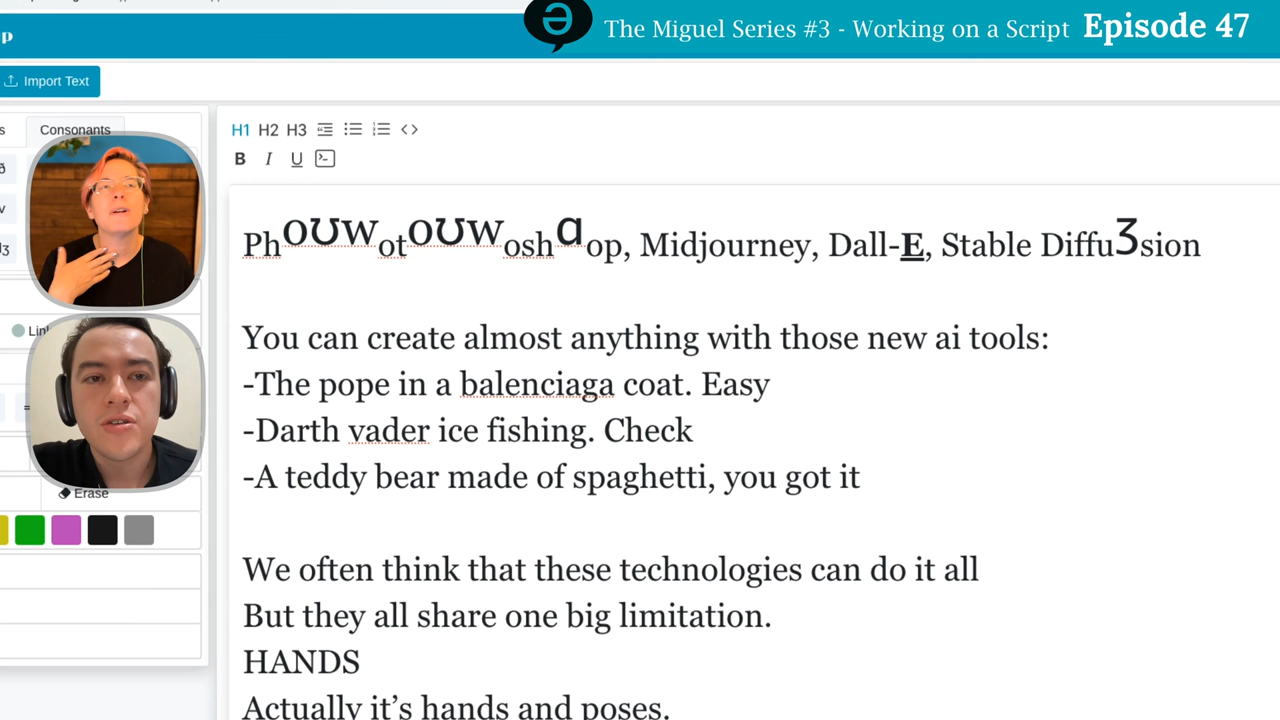 ə The Miguel Series #3 - Working on a Script Episode 47
p
Import Text
s Consonants
H1 H2 H3
B I U
ð
v
dʒ
Phoʊwotoʊwoshɑop, Midjourney, Dall-E, Stable Diffuʒsion
You can create almost anything with those new ai tools:
-The pope in a balenciaga coat. Easy
-Darth vader ice fishing. Check
-A teddy bear made of spaghetti, you got it
Erase
We often think that these technologies can do it all
But they all share one big limitation.
HANDS
Actually it's hands and poses.